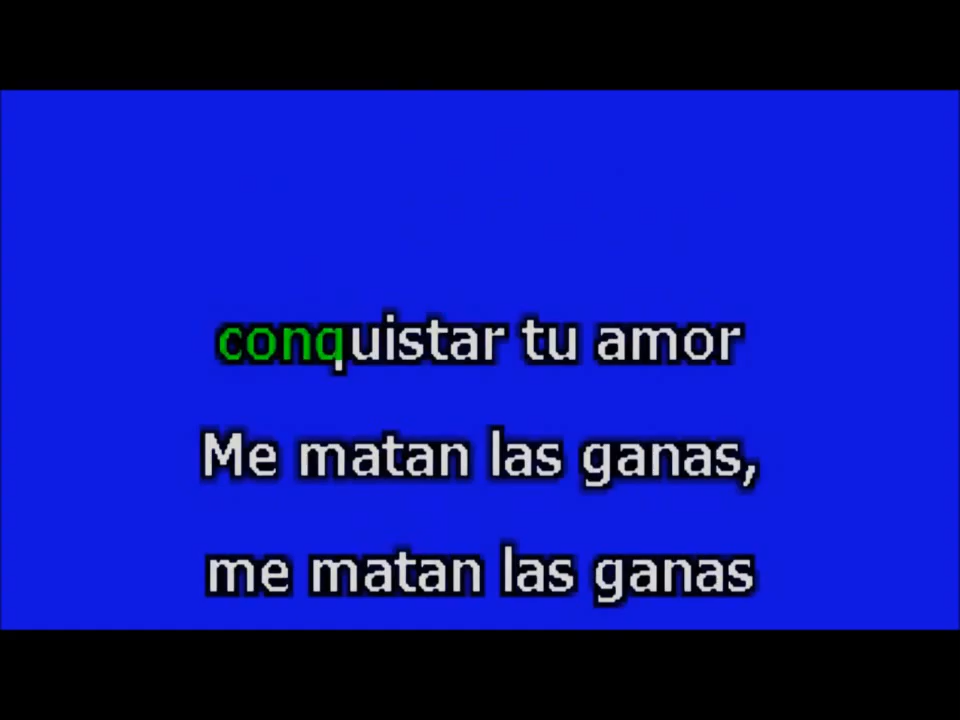 conquistar tu amor
Me matan las ganas,
me matan las ganas